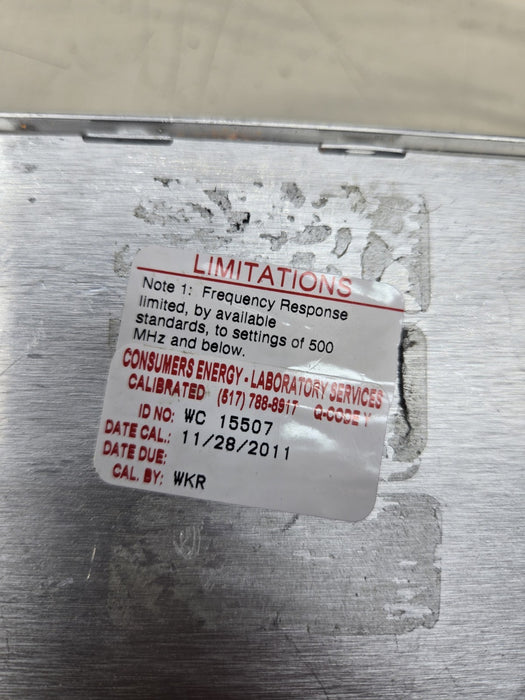 LIMITATIONS
Note 1: Frequency Response
limited, by available
standards, to settings of 500
MHz and below.
CONSUMERS ENERGY - LABORATORY SERVICES
CALIBRATED (517) 788-8917 Q-CODE Y
ID NO: WC 15507
DATE CAL.: 11/28/2011
DATE DUE:
CAL. BY: WKR